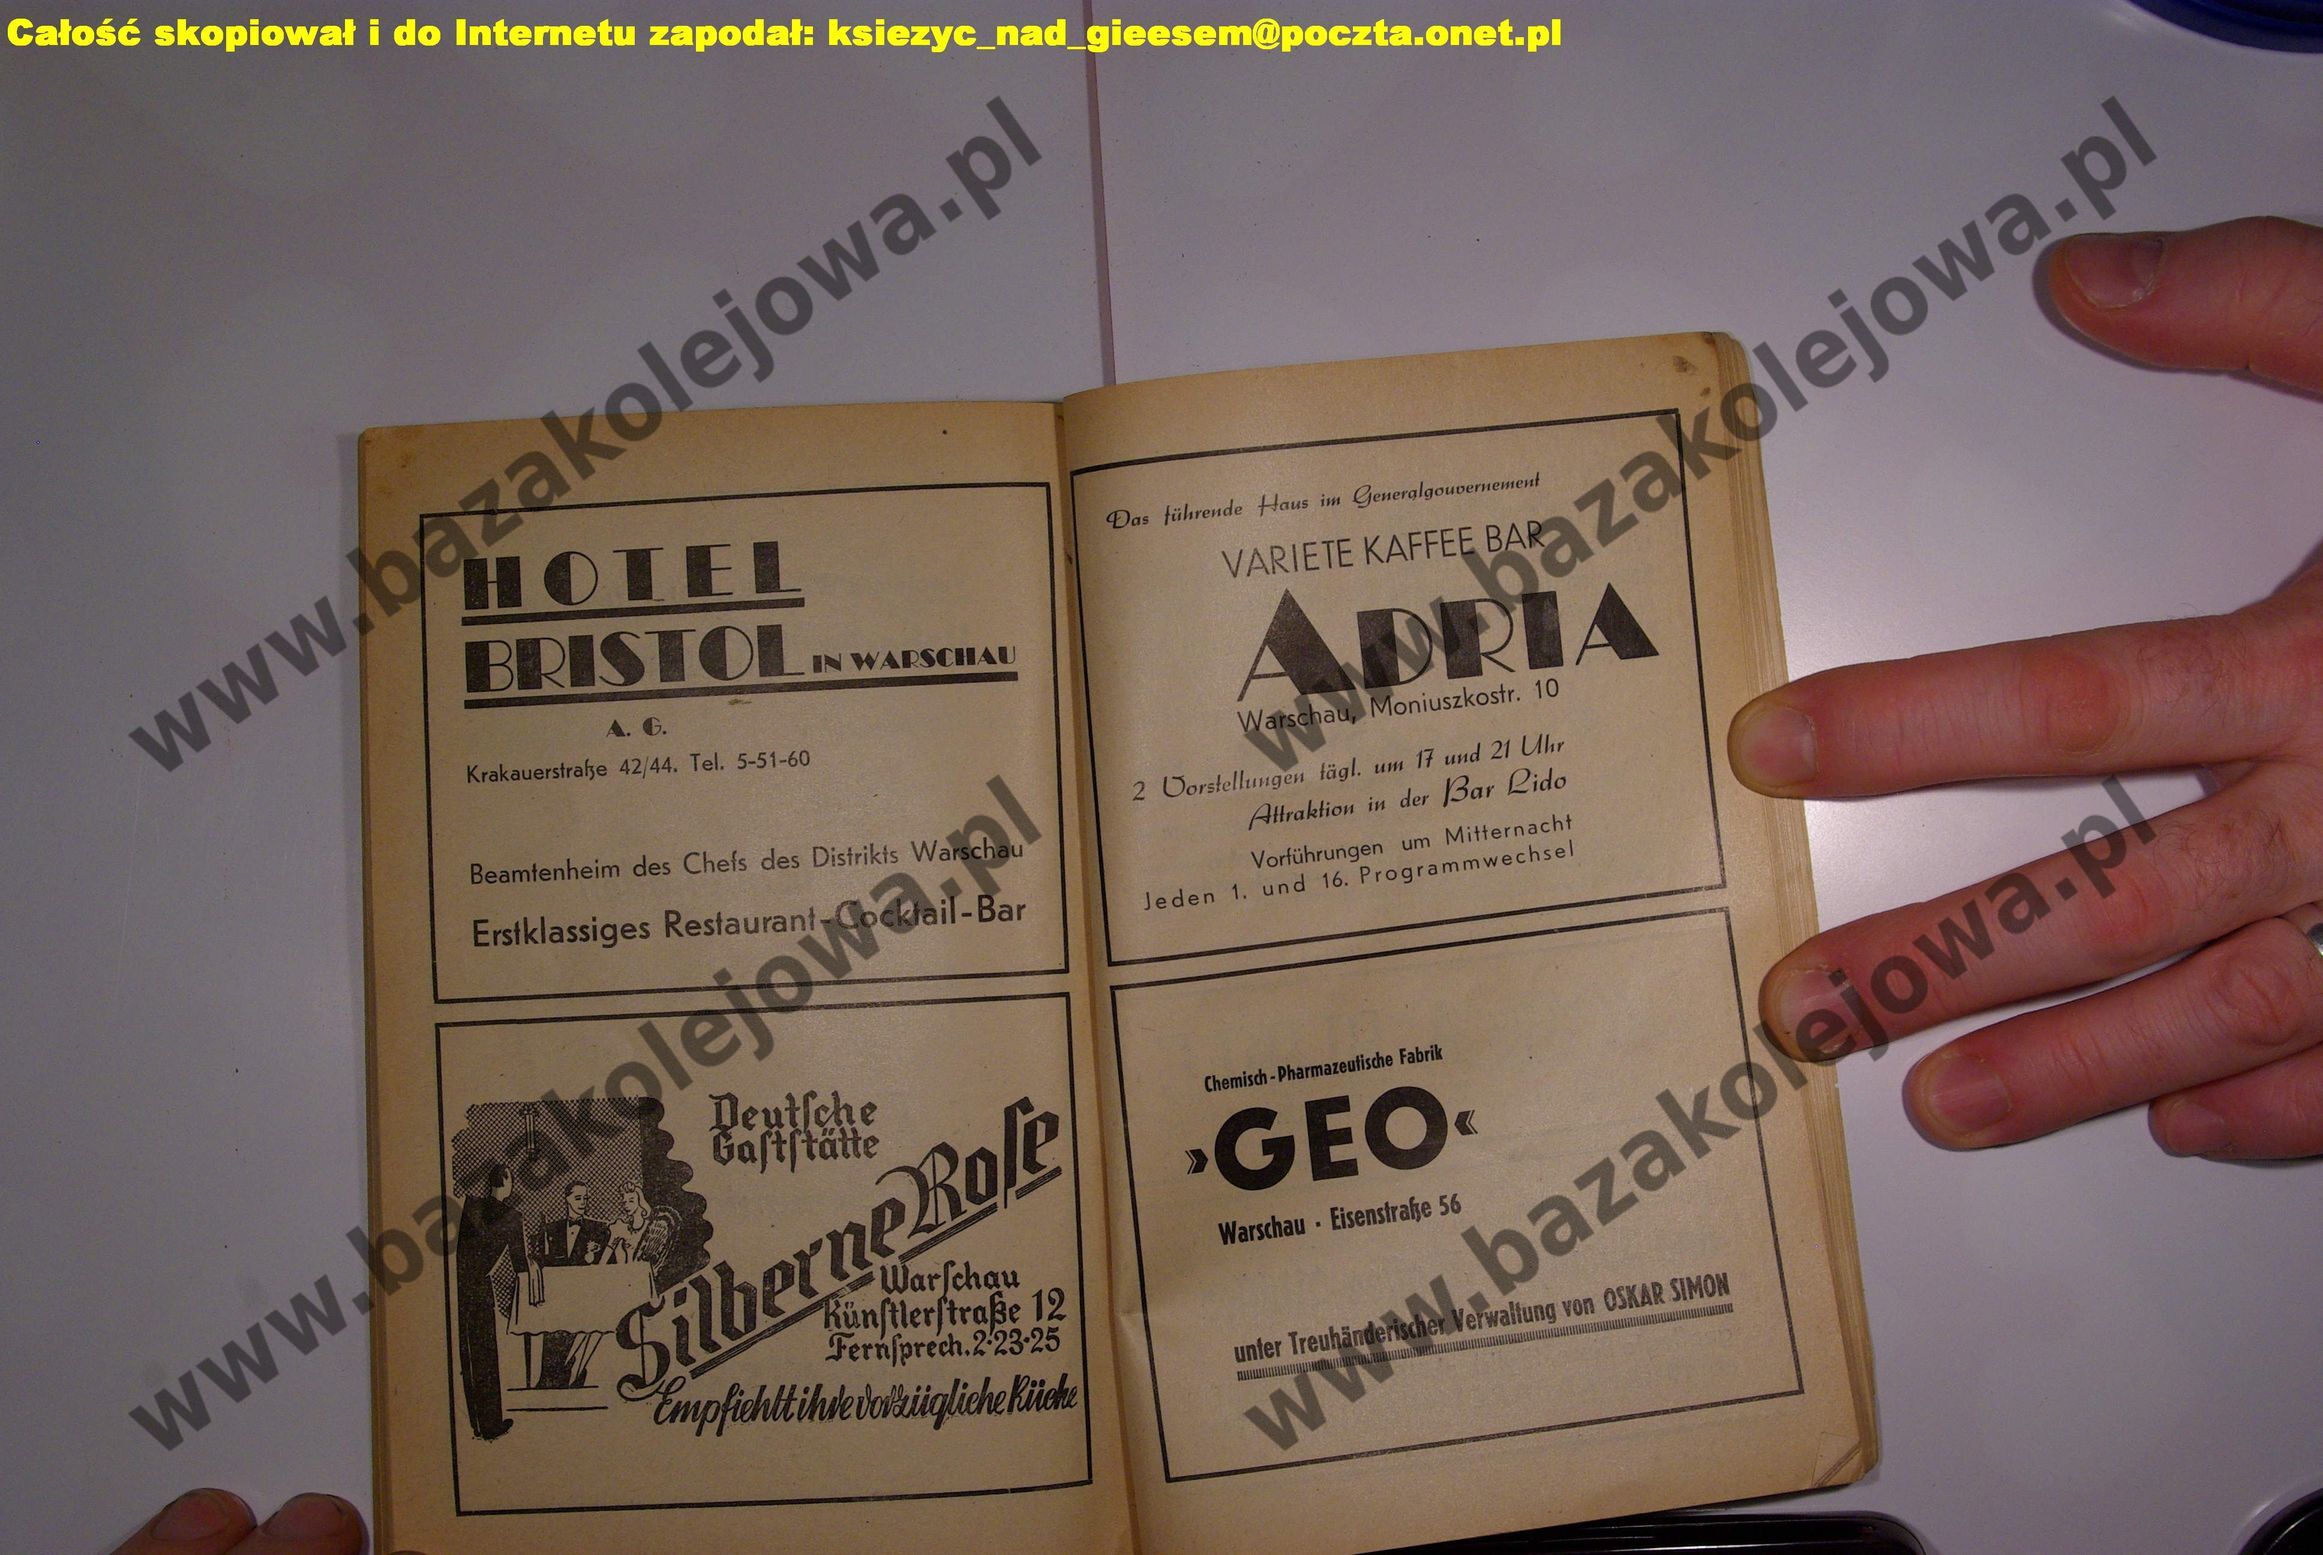 Całość skopiował i do Internetu zapodał: ksiezyc_nad_gieesem@poczta.onet.pl
www.bazakolejowa.pl
www.bazakolejowa.pl
www.bazakolejowa.pl
www.bazakolejowa.pl
HOTEL
BRISTOL IN WARSCHAU
A. G.
Krakauerstraße 42/44. Tel. 5-51-60
Beamtenheim des Chefs des Distrikts Warschau
Erstklassiges Restaurant-Cocktail-Bar
Deutſche
Gaſtſtätte
Silberne Roſe
Warſchau
Künſtlerſtraße 12
Fernſprech. 2·23·25
Empfiehlt ihre vorzügliche Küche
Das führende Haus im Generalgouvernement
VARIETE KAFFEE BAR
ADRIA
Warschau, Moniuszkostr. 10
2 Vorstellungen tägl. um 17 und 21 Uhr
Attraktion in der Bar Lido
Vorführungen um Mitternacht
Jeden 1. und 16. Programmwechsel
Chemisch-Pharmazeutische Fabrik
»GEO«
Warschau · Eisenstraße 56
unter Treuhänderischer Verwaltung von OSKAR SIMON